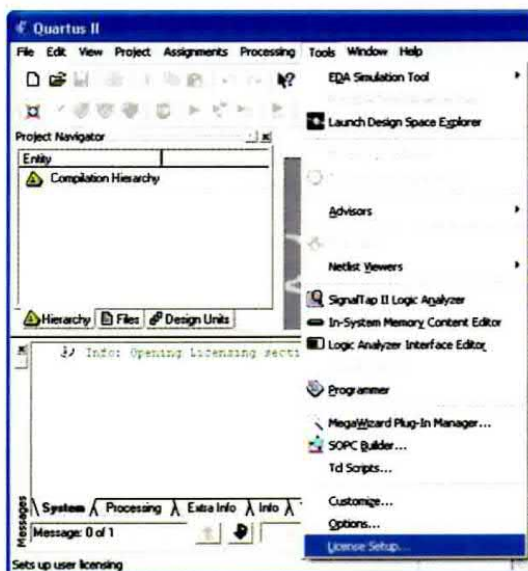 Quartus II
File Edit View Project Assignments Processing Tools Window Help
EDA Simulation Tool
Launch Design Space Explorer
Project Navigator
Entity
Compilation Hierarchy
Advisors
Netlist Viewers
SignalTap II Logic Analyzer
In-System Memory Content Editor
Logic Analyzer Interface Editor
Hierarchy Files Design Units
Info: Opening Licensing secti
Programmer
MegaWizard Plug-In Manager...
SOPC Builder...
Tcl Scripts...
Customize...
Options...
License Setup...
System Processing Extra Info Info
Messages
Message: 0 of 1
Sets up user licensing